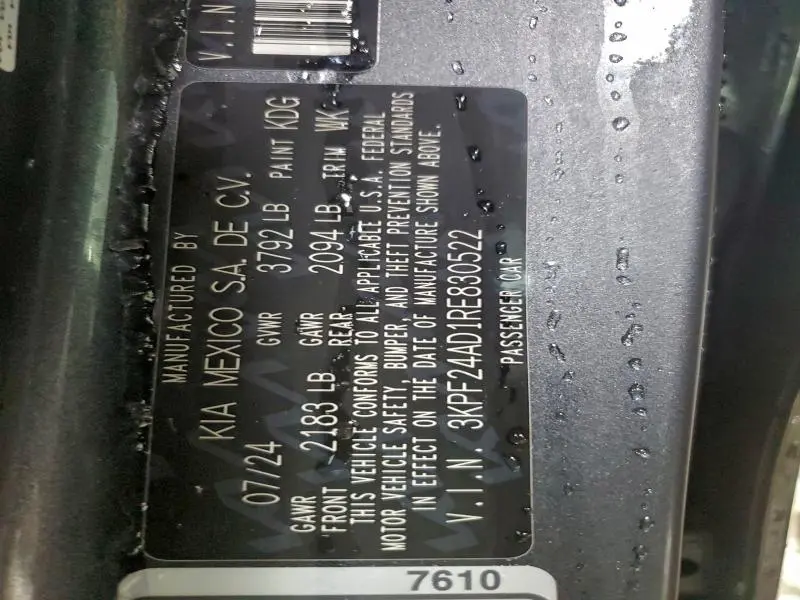 V.I.N
MANUFACTURED BY
KIA MEXICO S.A. DE C.V.
07/24 GVWR 3792 LB PAINT KDG
GAWR FRONT 2183 LB GAWR REAR 2094 LB TRIM WK
THIS VEHICLE CONFORMS TO ALL APPLICABLE U.S.A. FEDERAL
MOTOR VEHICLE SAFETY, BUMPER, AND THEFT PREVENTION STANDARDS
IN EFFECT ON THE DATE OF MANUFACTURE SHOWN ABOVE.
V.I.N. 3KPF24AD1RE830522
PASSENGER CAR
7610